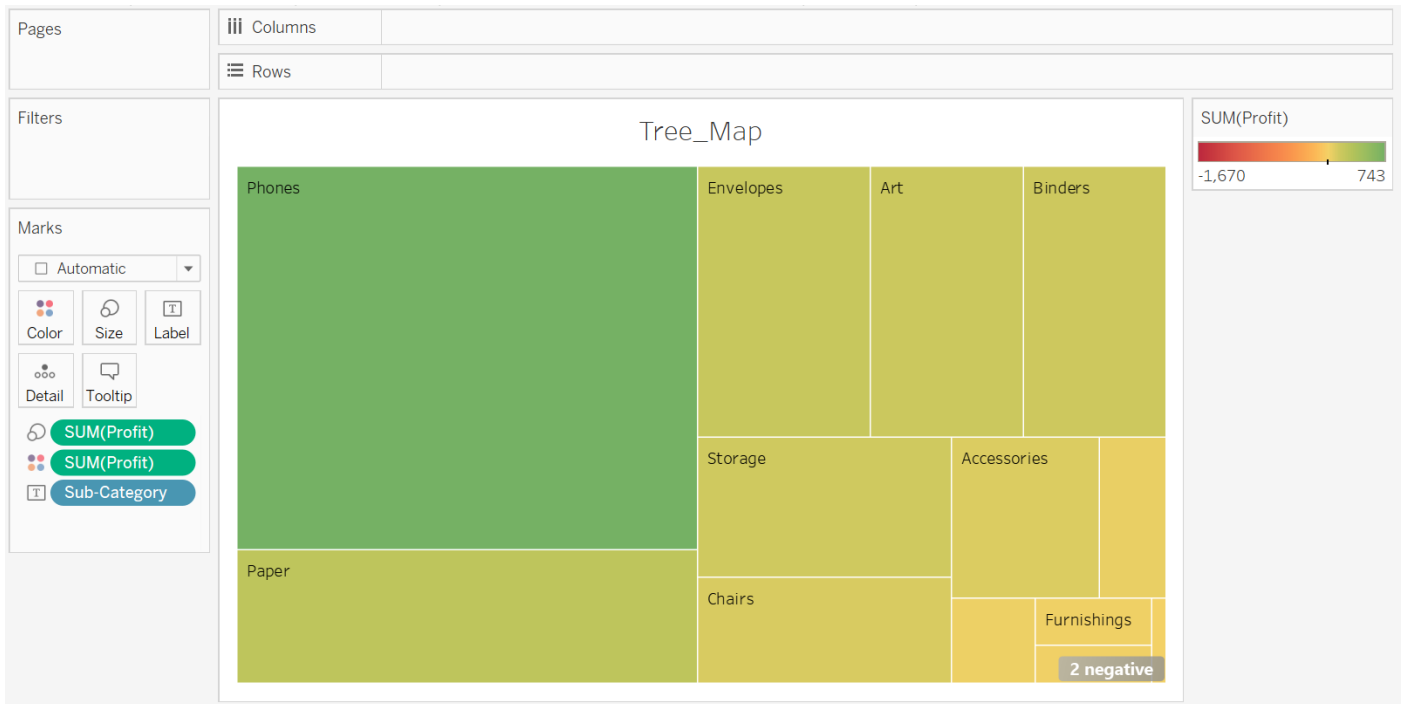 Pages
Columns
Rows
Filters
Marks
Automatic
Color
Size
T
Label
Detail
Tooltip
SUM(Profit)
SUM(Profit)
T
Sub-Category
Tree_Map
Phones
Envelopes
Art
Binders
Storage
Accessories
Paper
Chairs
Furnishings
2 negative
SUM(Profit)
-1,670
743